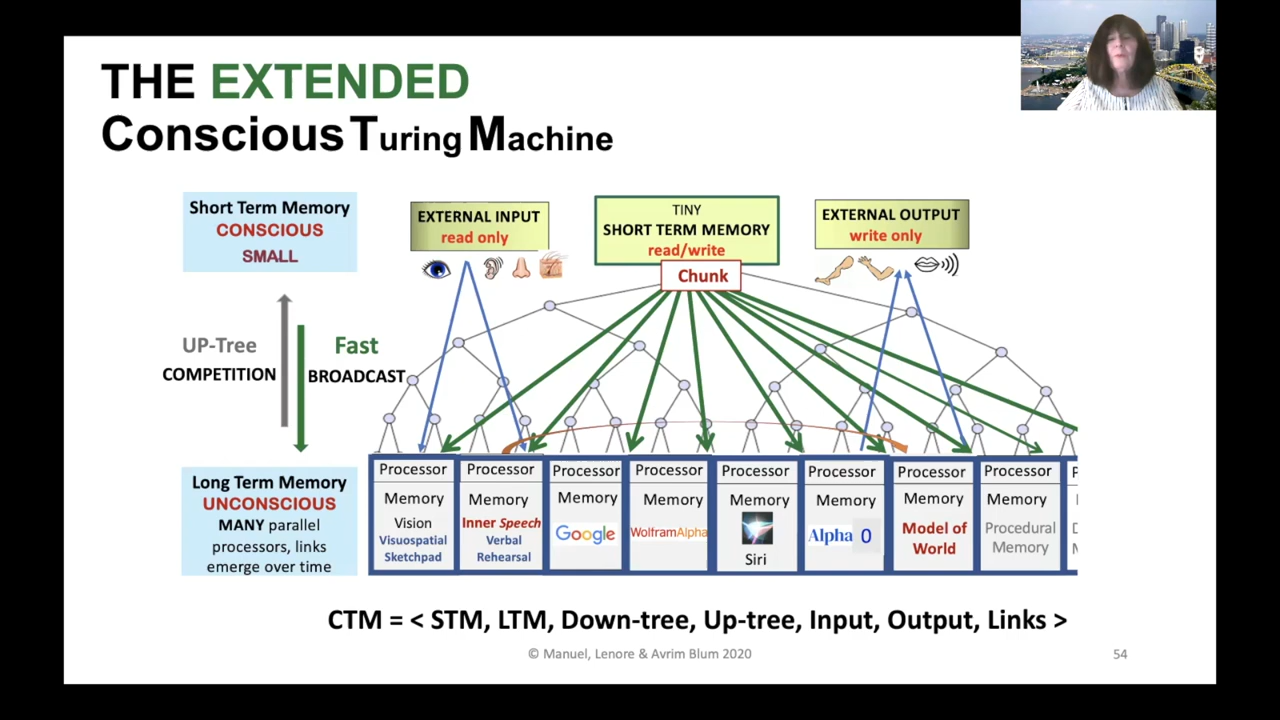 THE EXTENDED
Conscious Turing Machine
Short Term Memory
CONSCIOUS
SMALL
EXTERNAL INPUT
read only
TINY
SHORT TERM MEMORY
read/write
Chunk
EXTERNAL OUTPUT
write only
UP-Tree
COMPETITION
Fast
BROADCAST
Long Term Memory
UNCONSCIOUS
MANY parallel
processors, links
emerge over time
Processor
Memory
Vision
Visuospatial
Sketchpad
Processor
Memory
Inner Speech
Verbal
Rehearsal
Processor
Memory
Google
Processor
Memory
WolframAlpha
Processor
Memory
Siri
Processor
Memory
Alpha 0
Processor
Memory
Model of
World
Processor
Memory
Procedural
Memory
CTM = < STM, LTM, Down-tree, Up-tree, Input, Output, Links >
© Manuel, Lenore & Avrim Blum 2020
54